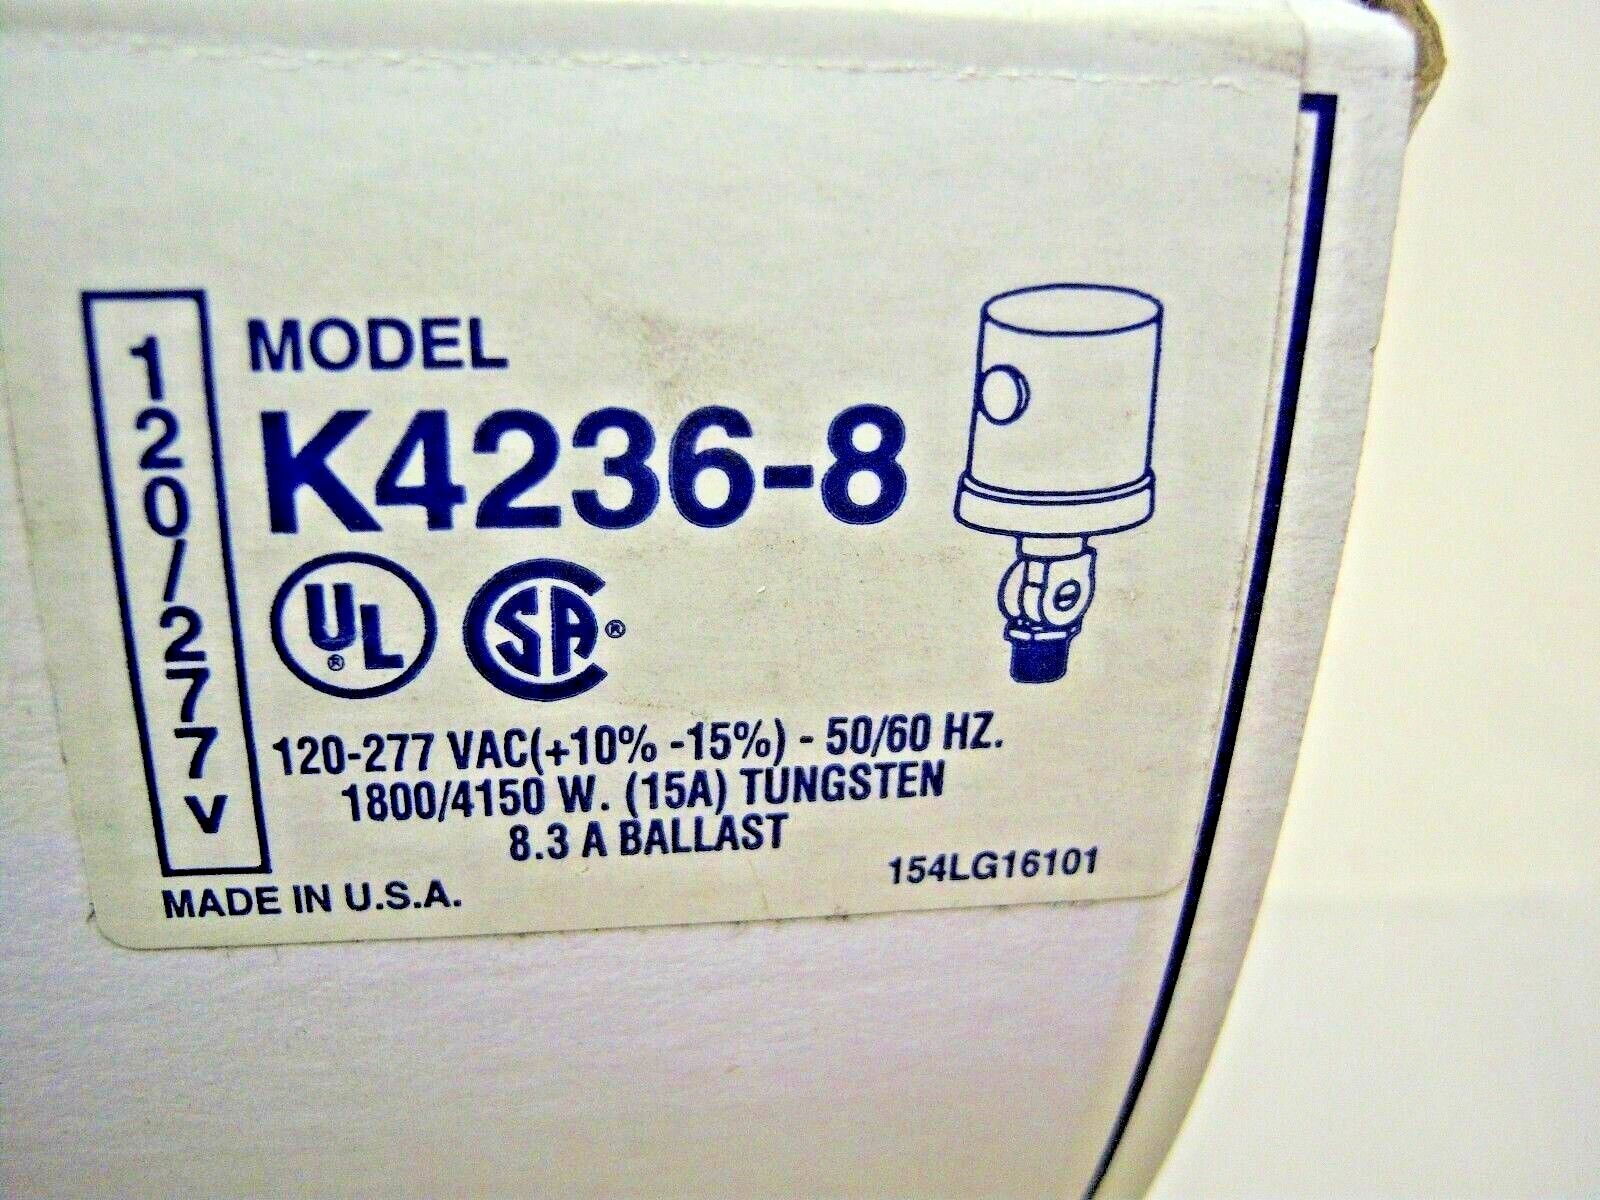 120/277V
MODEL
K4236-8
UL®
CSA®
120-277 VAC(+10% -15%) - 50/60 HZ.
1800/4150 W. (15A) TUNGSTEN
8.3 A BALLAST
154LG16101
MADE IN U.S.A.